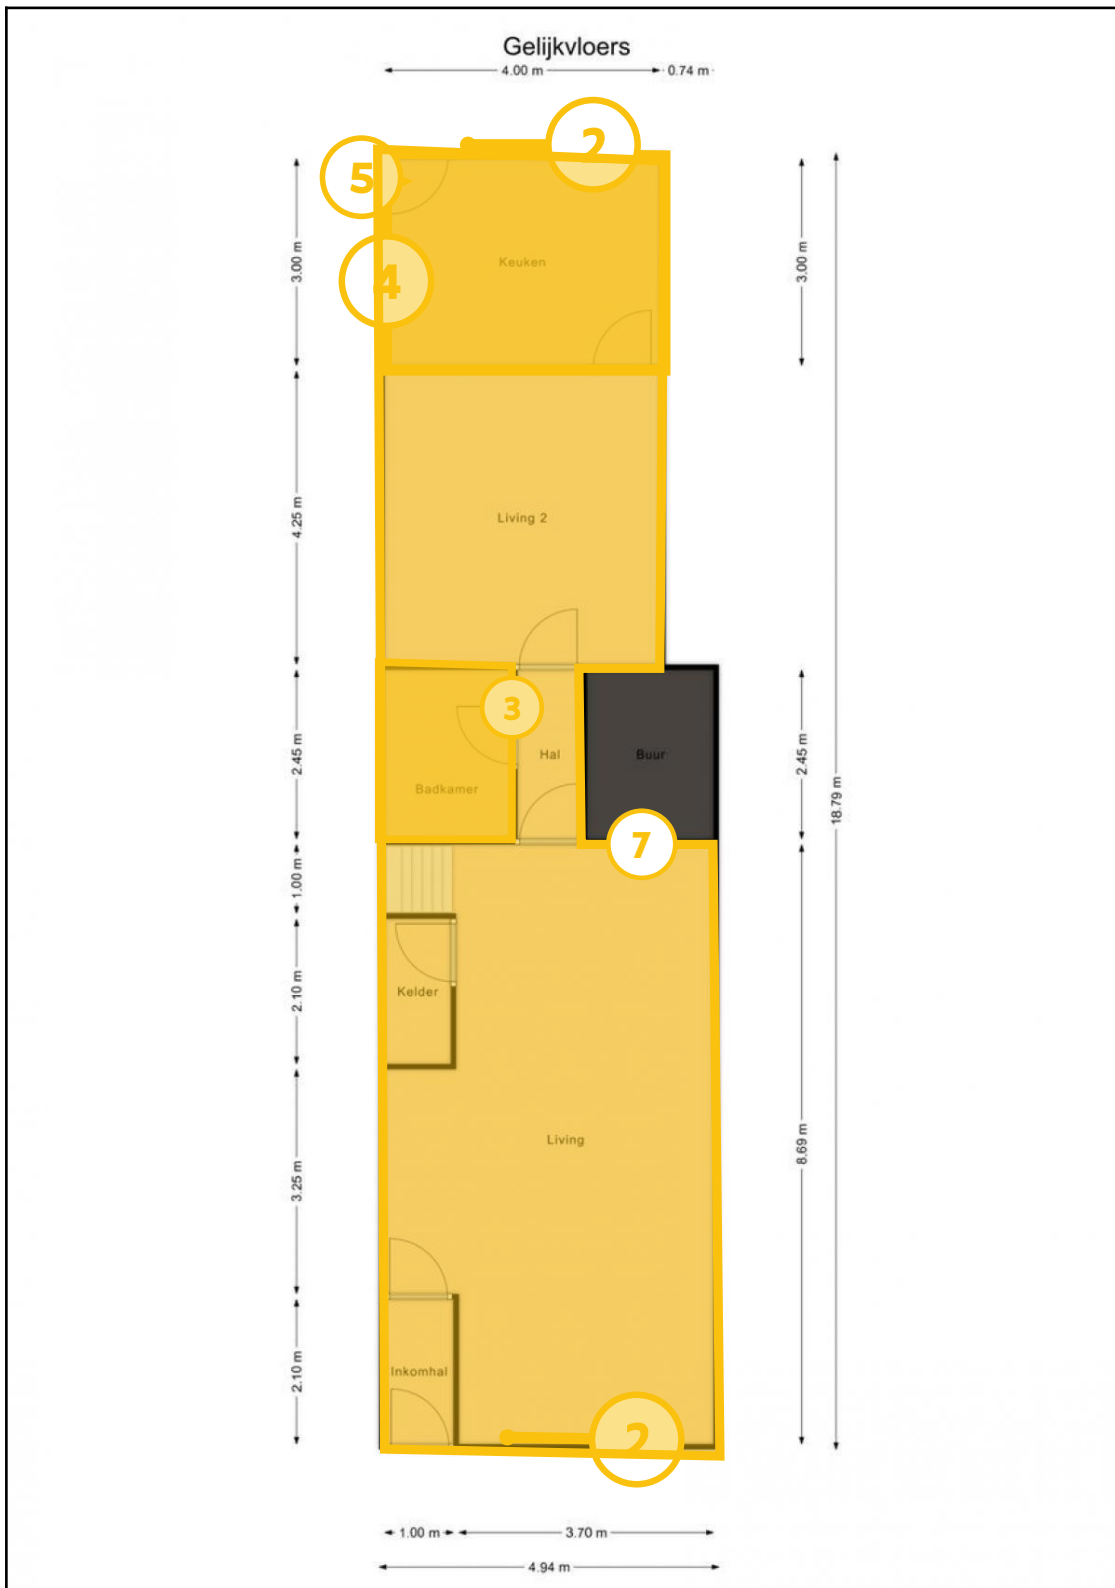 Gelijkvloers
4.00 m
0.74 m
2
5
3.00 m
Keuken
3.00 m
4
4.25 m
Living 2
3
2.45 m
Hal
Buur
2.45 m
Badkamer
18.79 m
7
1.00 m
2.10 m
Kelder
Living
8.69 m
3.25 m
2.10 m
Inkomhal
2
1.00 m
3.70 m
4.94 m